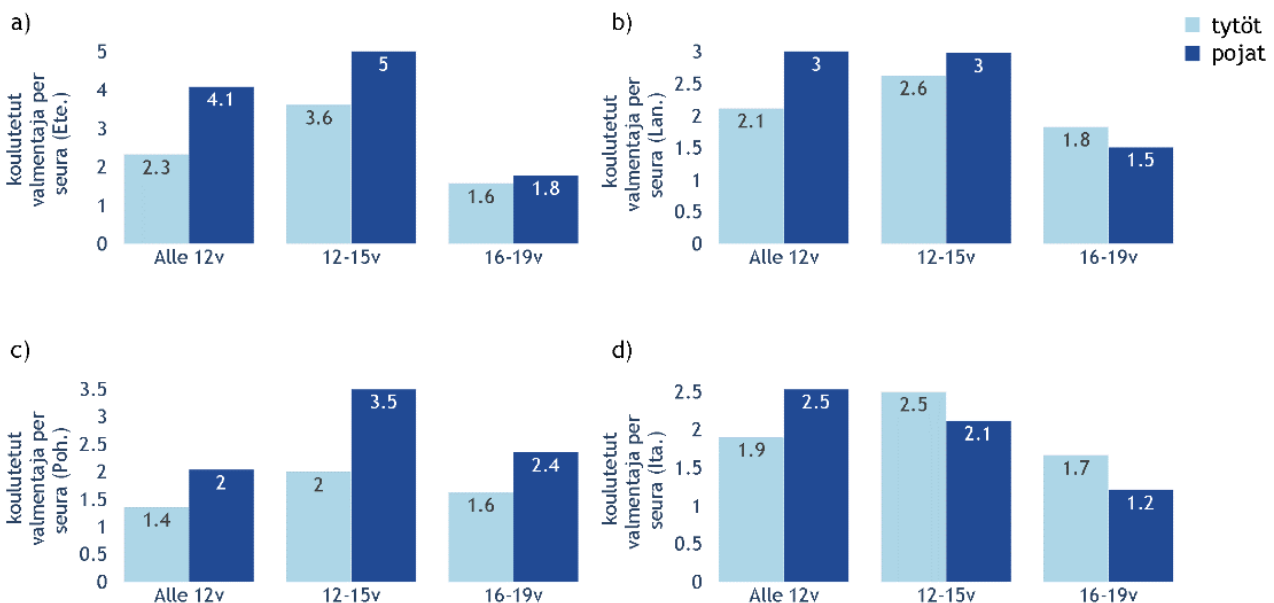 a)
koulutetut
valmentaja per
seura (Ete.)
5
4
3
2
1
0
2.3
4.1
3.6
5
1.6
1.8
Alle 12v
12-15v
16-19v
b)
koulutetut
valmentaja per
seura (Lan.)
3
2.5
2
1.5
1
0.5
0
2.1
3
2.6
3
1.8
1.5
Alle 12v
12-15v
16-19v
tytöt
pojat
c)
koulutetut
valmentaja per
seura (Poh.)
3.5
3
2.5
2
1.5
1
0.5
0
1.4
2
2
3.5
1.6
2.4
Alle 12v
12-15v
16-19v
d)
koulutetut
valmentaja per
seura (Ita.)
2.5
2
1.5
1
0.5
0
1.9
2.5
2.5
2.1
1.7
1.2
Alle 12v
12-15v
16-19v